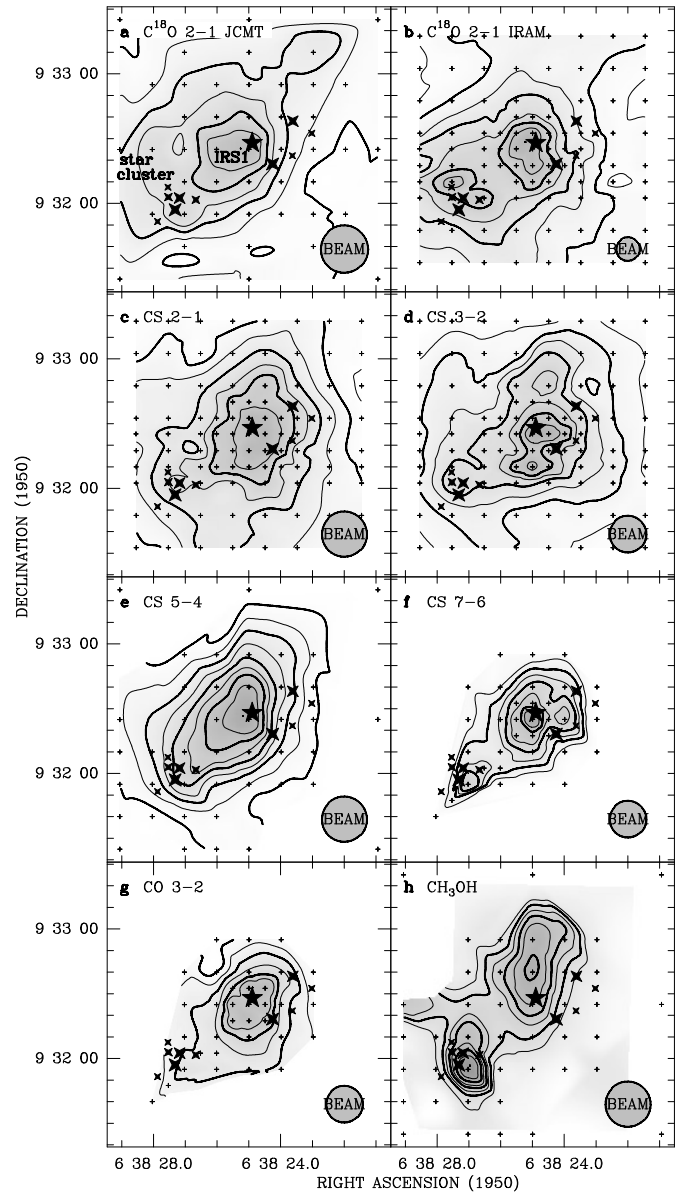 a C¹⁸O 2−1 JCMT
b C¹⁸O 2−1 IRAM
9 33 00
star
cluster
IRS1
9 32 00
BEAM
BEAM
c CS 2−1
d CS 3−2
9 33 00
9 32 00
BEAM
BEAM
DECLINATION (1950)
e CS 5−4
f CS 7−6
9 33 00
9 32 00
BEAM
BEAM
g CO 3−2
h CH₃OH
9 33 00
9 32 00
BEAM
BEAM
6 38 28.0
6 38 24.0
6 38 28.0
6 38 24.0
RIGHT ASCENSION (1950)